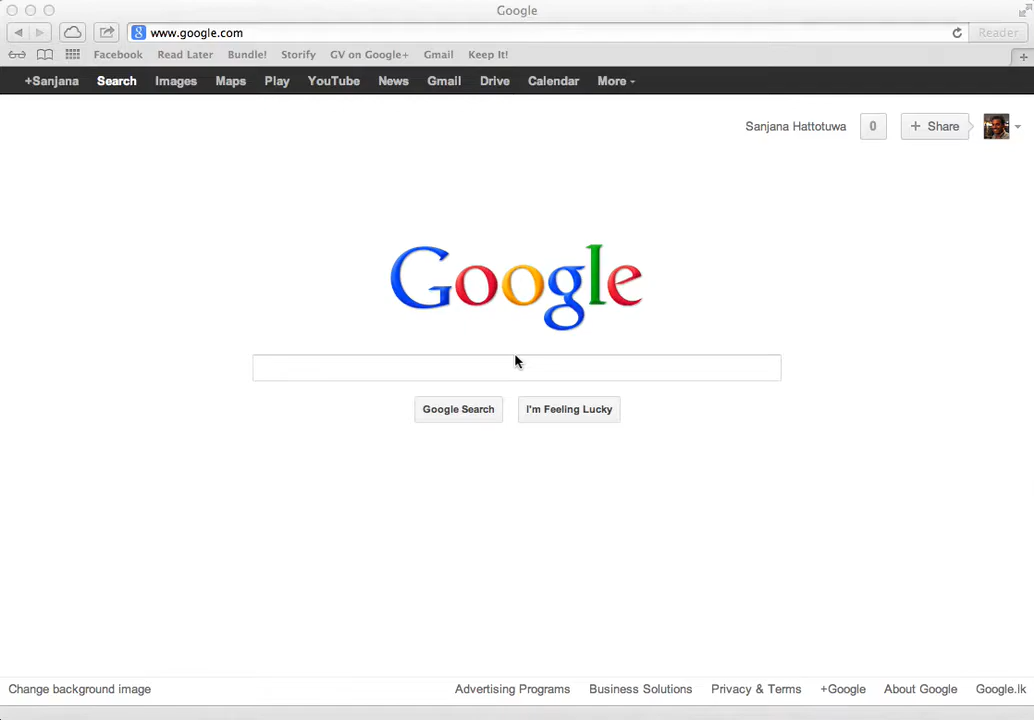 Google
www.google.com
Reader
Facebook Read Later Bundle! Storify GV on Google+ Gmail Keep It!
+Sanjana Search Images Maps Play YouTube News Gmail Drive Calendar More
Sanjana Hattotuwa 0 + Share
Google
Google Search I'm Feeling Lucky
Change background image Advertising Programs Business Solutions Privacy & Terms +Google About Google Google.lk